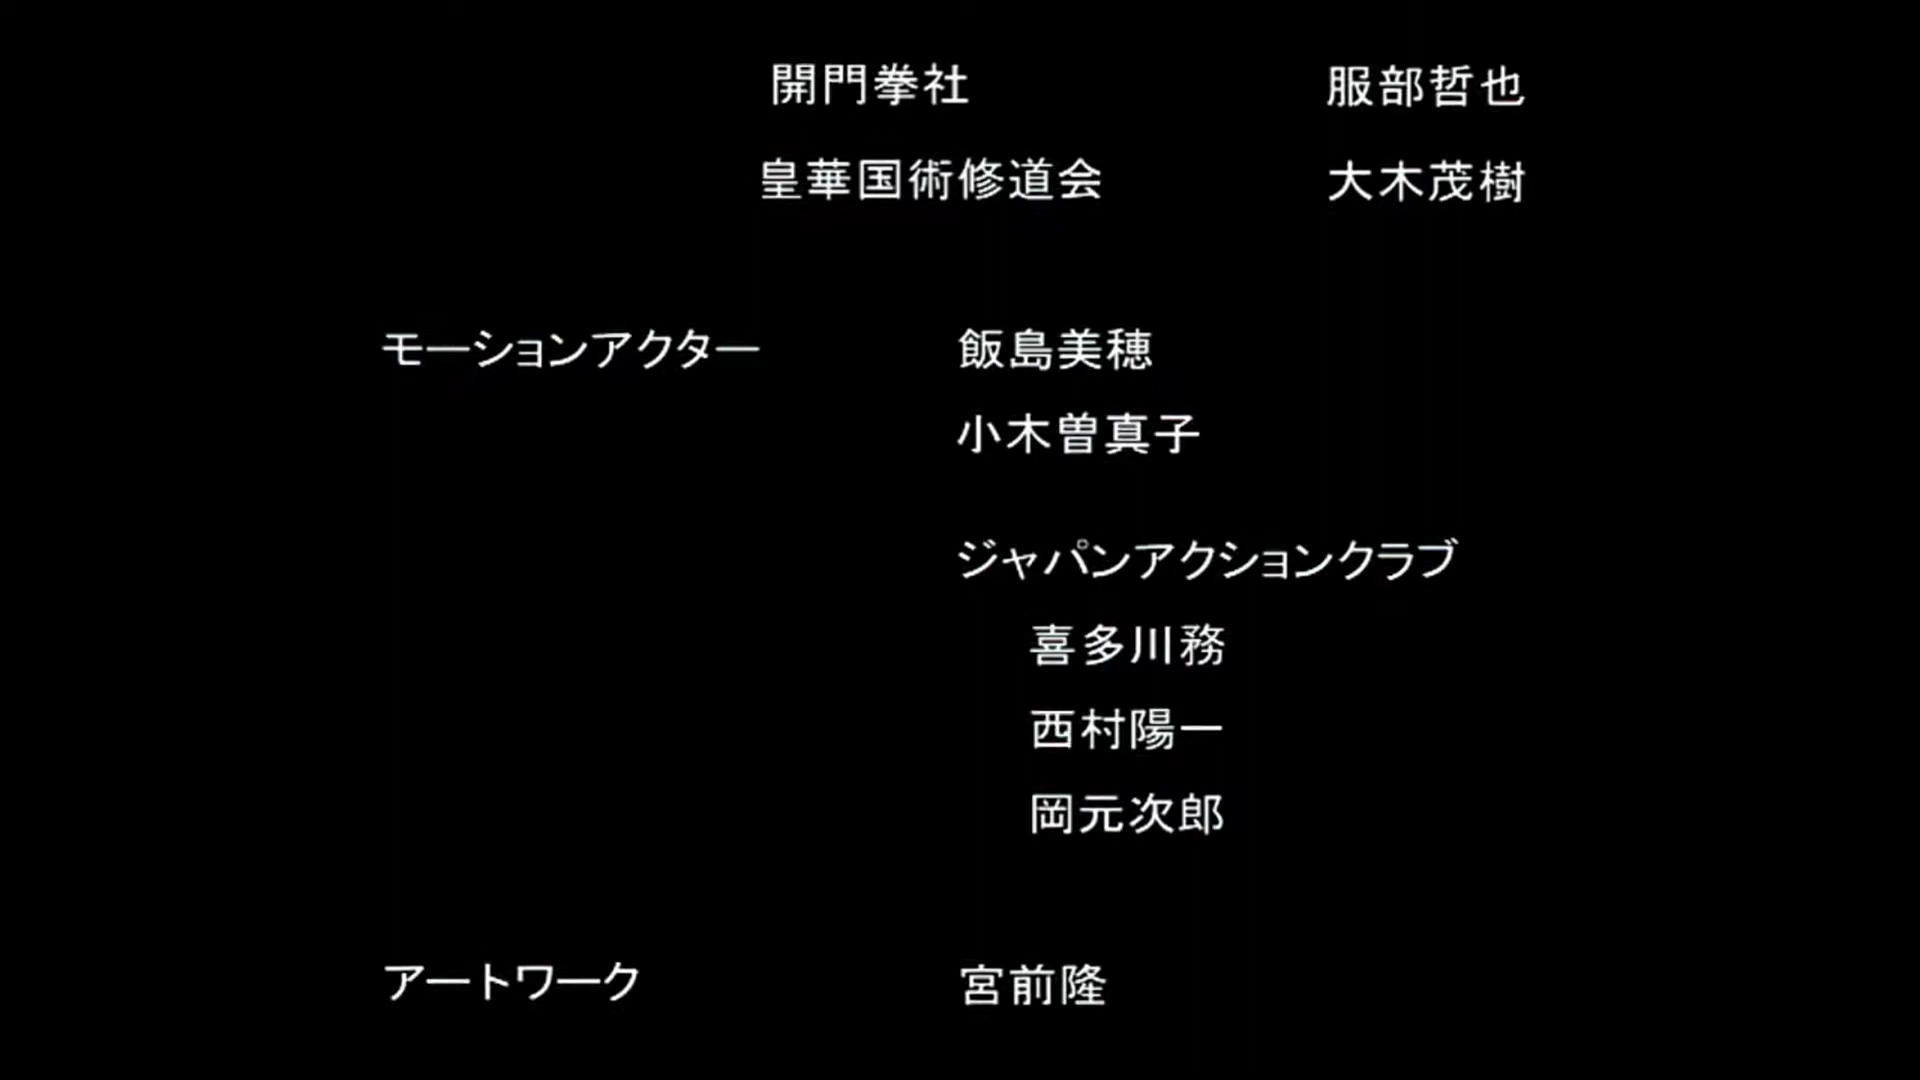 開門拳社 服部哲也
皇華国術修道会 大木茂樹
モーションアクター 飯島美穂
小木曽真子
ジャパンアクションクラブ
喜多川務
西村陽一
岡元次郎
アートワーク 宮前隆